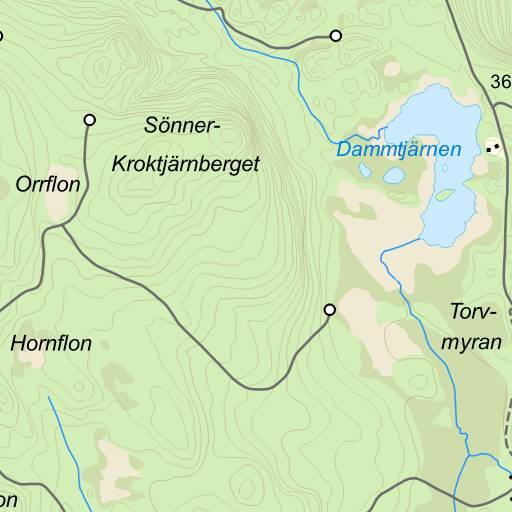 36
Sönner-
Kroktjärnberget
Dammtjärnen
Orrflon
Torv-
myran
Hornflon
on